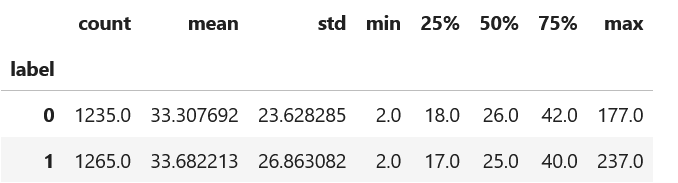 count mean std min 25% 50% 75% max
label
0 1235.0 33.307692 23.628285 2.0 18.0 26.0 42.0 177.0
1 1265.0 33.682213 26.863082 2.0 17.0 25.0 40.0 237.0